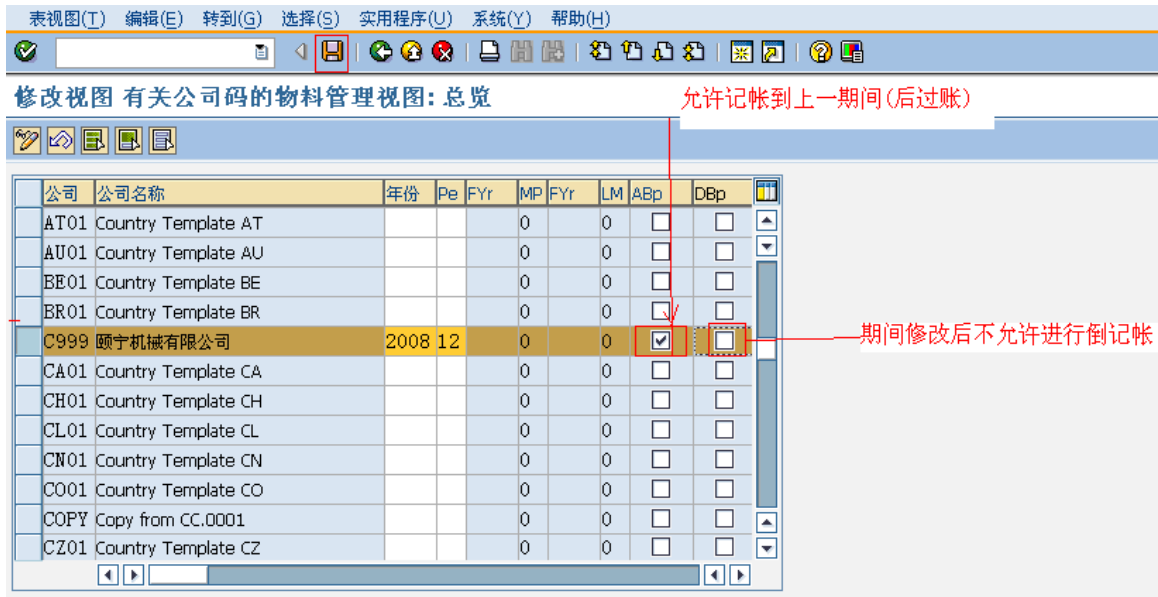 表视图(T) 编辑(E) 转到(G) 选择(S) 实用程序(U) 系统(Y) 帮助(H)
修改视图 有关公司码的物料管理视图: 总览
允许记帐到上一期间(后过账)
公司 公司名称 年份 Pe FYr MP FYr LM ABp DBp
AT01 Country Template AT 0 0
AU01 Country Template AU 0 0
BE01 Country Template BE 0 0
BR01 Country Template BR 0 0
C999 颐宁机械有限公司 2008 12 0 0
期间修改后不允许进行倒记帐
CA01 Country Template CA 0 0
CH01 Country Template CH 0 0
CL01 Country Template CL 0 0
CN01 Country Template CN 0 0
CO01 Country Template CO 0 0
COPY Copy from CC.0001 0 0
CZ01 Country Template CZ 0 0